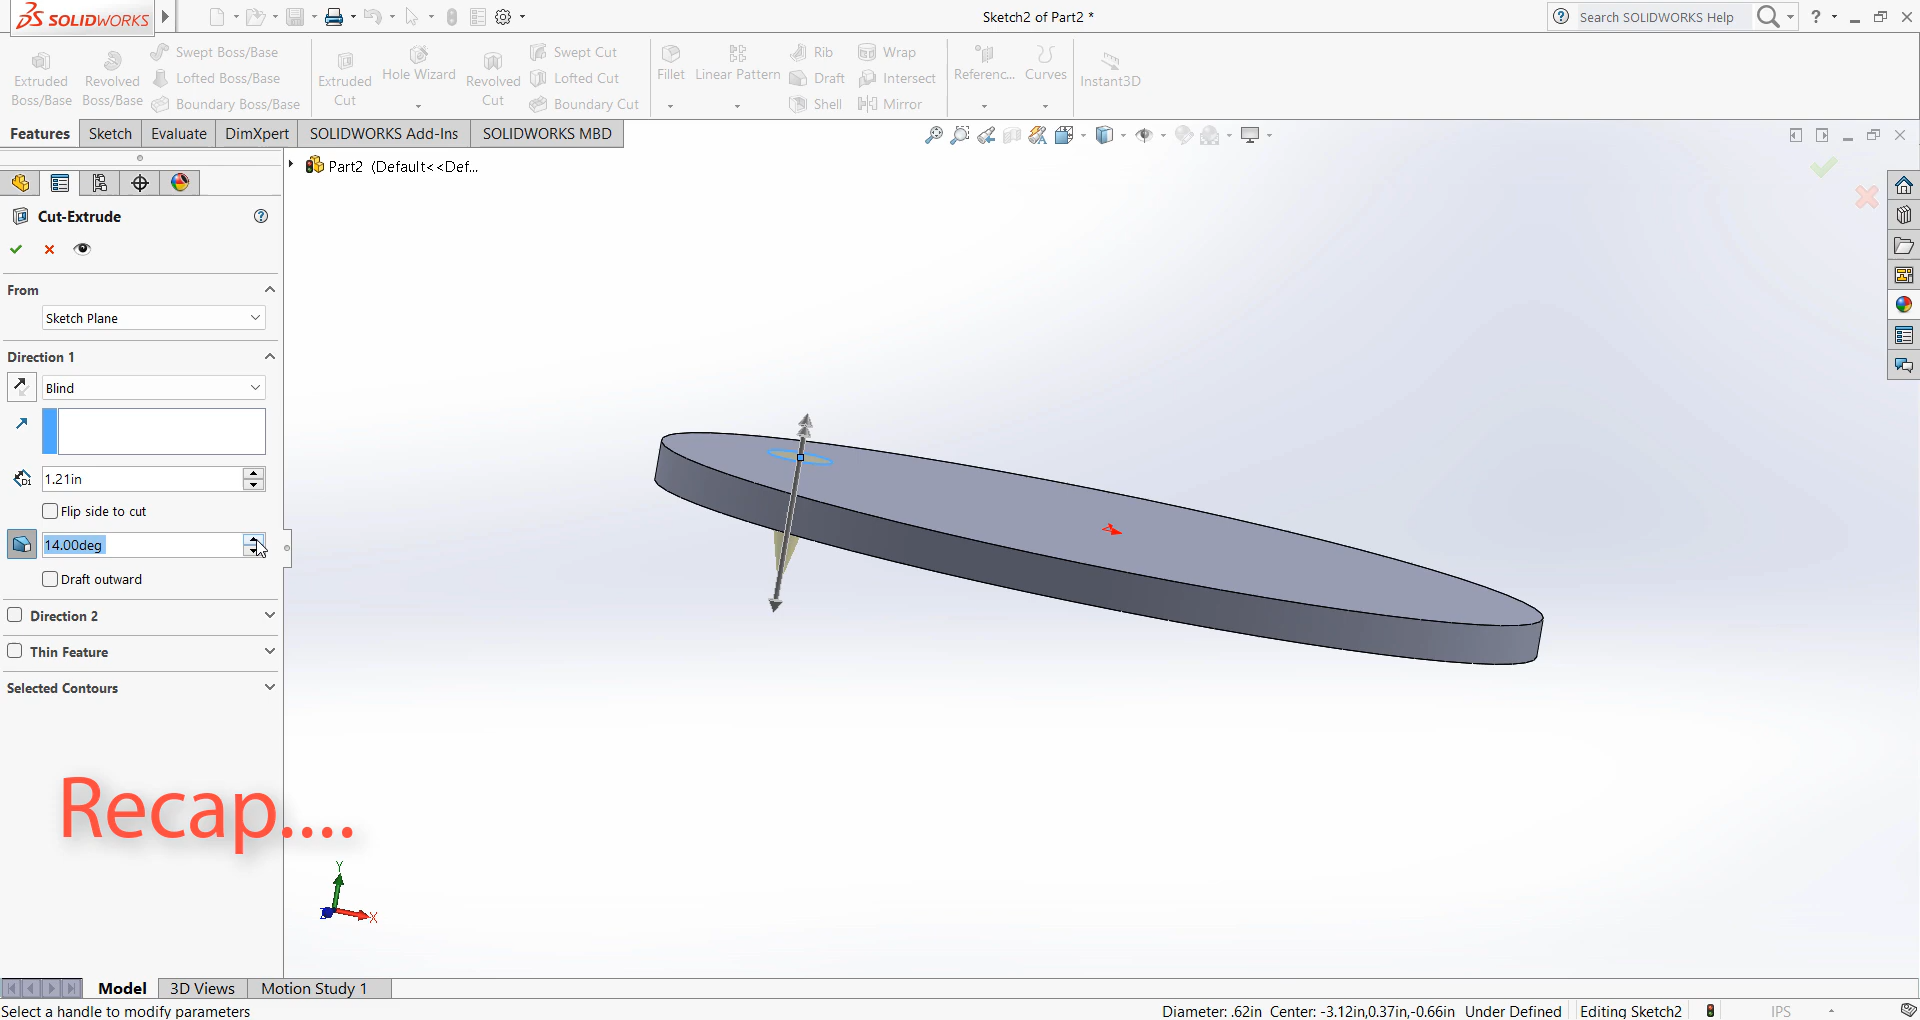 SOLIDWORKS
Sketch2 of Part2 *
Search SOLIDWORKS Help
Extruded Boss/Base
Revolved Boss/Base
Swept Boss/Base
Lofted Boss/Base
Boundary Boss/Base
Extruded Cut
Hole Wizard
Revolved Cut
Swept Cut
Lofted Cut
Boundary Cut
Fillet
Linear Pattern
Rib
Draft
Shell
Wrap
Intersect
Mirror
Referenc...
Curves
Instant3D
Features
Sketch
Evaluate
DimXpert
SOLIDWORKS Add-Ins
SOLIDWORKS MBD
Part2 (Default<<Def...
Cut-Extrude
From
Sketch Plane
Direction 1
Blind
D1
1.21in
Flip side to cut
14.00deg
Draft outward
Direction 2
Thin Feature
Selected Contours
Recap....
Y
X
Z
Model
3D Views
Motion Study 1
Select a handle to modify parameters
Diameter: .62in Center: -3.12in,0.37in,-0.66in
Under Defined
Editing Sketch2
IPS